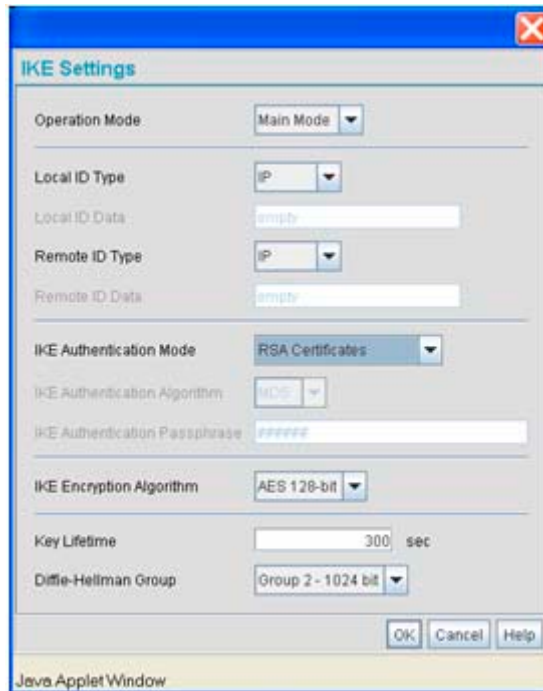 IKE Settings
Operation Mode Main Mode
Local ID Type IP
Local ID Data empty
Remote ID Type IP
Remote ID Data empty
IKE Authentication Mode RSA Certificates
IKE Authentication Algorithm MD5
IKE Authentication Passphrase ######
IKE Encryption Algorithm AES 128-bit
Key Lifetime 300 sec
Diffie-Hellman Group Group 2 - 1024 bit
OK Cancel Help
Java Applet Window